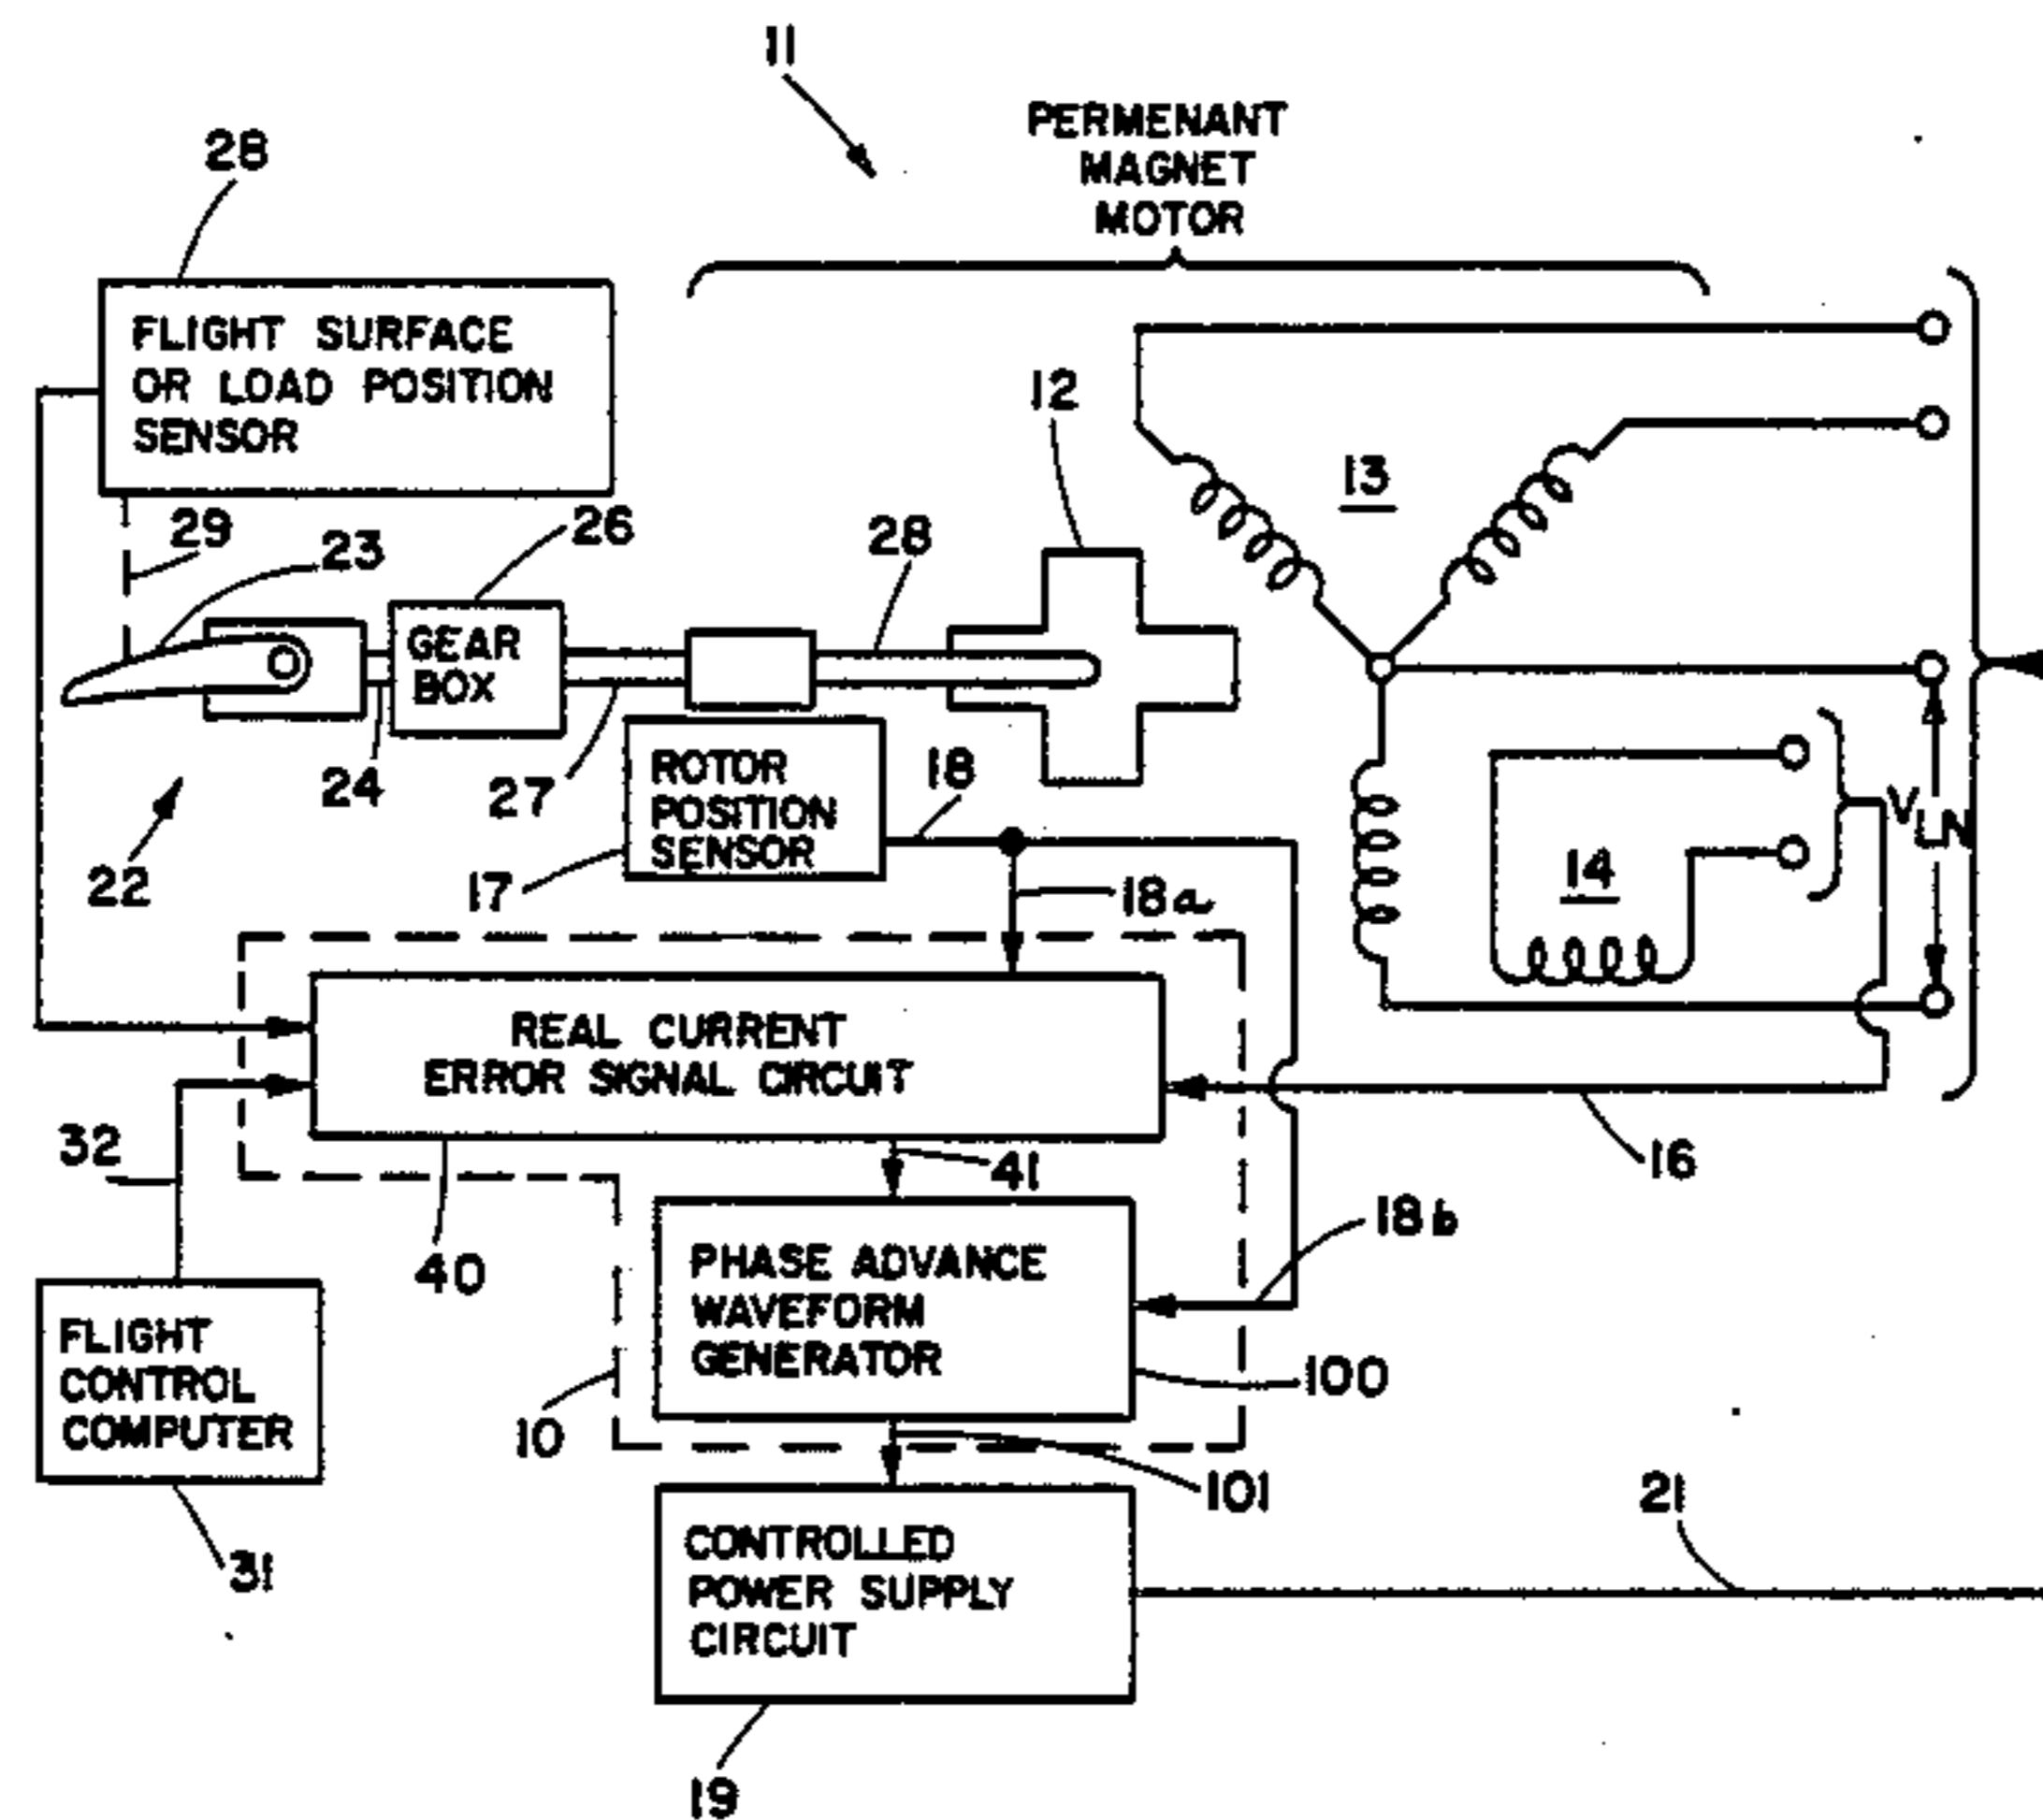 11
PERMENANT
MAGNET
MOTOR
28
FLIGHT SURFACE
OR LOAD POSITION
SENSOR
12
13
29
23
26
28
GEAR
BOX
24
27
22
ROTOR
POSITION
SENSOR
17
18
18a
14
VLN
REAL CURRENT
ERROR SIGNAL CIRCUIT
32
40
41
16
18b
PHASE ADVANCE
WAVEFORM
GENERATOR
100
10
FLIGHT
CONTROL
COMPUTER
31
101
21
CONTROLLED
POWER SUPPLY
CIRCUIT
19